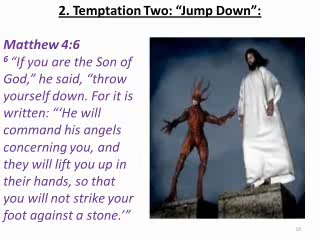 2. Temptation Two: “Jump Down”:
Matthew 4:6
6 “If you are the Son of
God,” he said, “throw
yourself down. For it is
written: “‘He will
command his angels
concerning you, and
they will lift you up in
their hands, so that
you will not strike your
foot against a stone.’”